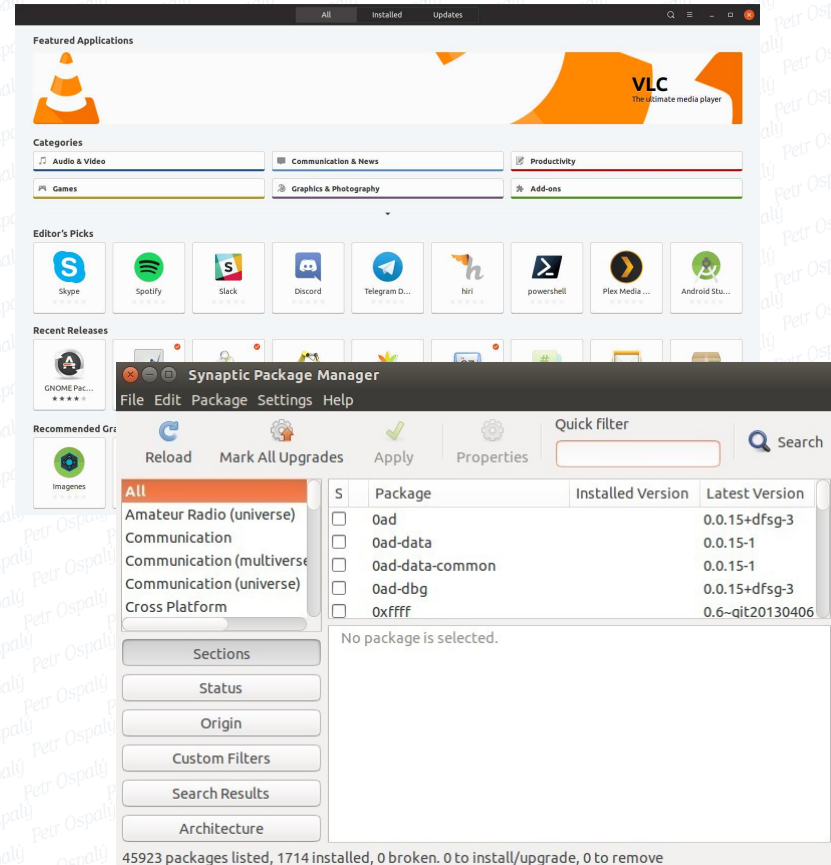 All Installed Updates
Featured Applications
VLC
The ultimate media player
Categories
Audio & Video
Communication & News
Productivity
Games
Graphics & Photography
Add-ons
Editor's Picks
Skype
Spotify
Slack
Discord
Telegram D...
hiri
powershell
Plex Media ...
Android Stu...
Recent Releases
GNOME Pac...
Recommended Gra
Imagenes
Synaptic Package Manager
File Edit Package Settings Help
Reload
Mark All Upgrades
Apply
Properties
Quick filter
Search
All
Amateur Radio (universe)
Communication
Communication (multiverse
Communication (universe)
Cross Platform
S Package Installed Version Latest Version
0ad 0.0.15+dfsg-3
0ad-data 0.0.15-1
0ad-data-common 0.0.15-1
0ad-dbg 0.0.15+dfsg-3
0xffff 0.6~git20130406
No package is selected.
Sections
Status
Origin
Custom Filters
Search Results
Architecture
45923 packages listed, 1714 installed, 0 broken. 0 to install/upgrade, 0 to remove
Petr Ospalý